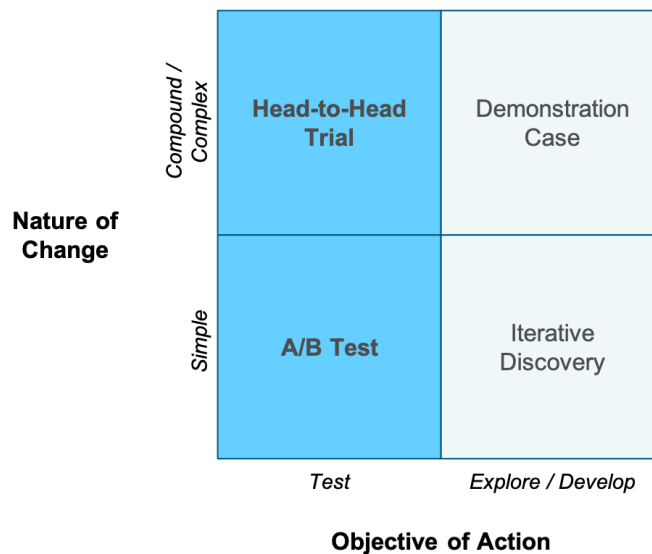 Compound /
Complex
Head-to-Head
Trial
Demonstration
Case
Nature of
Change
Simple
A/B Test
Iterative
Discovery
Test
Explore / Develop
Objective of Action